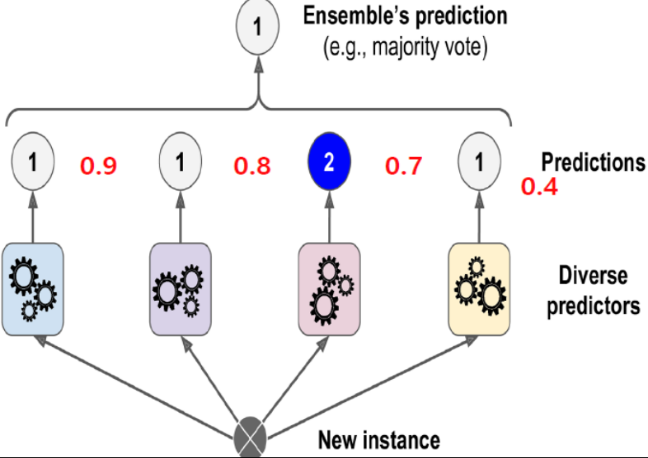 1
Ensemble's prediction
(e.g., majority vote)
1 0.9 1 0.8 2 0.7 1 Predictions
0.4
Diverse
predictors
New instance